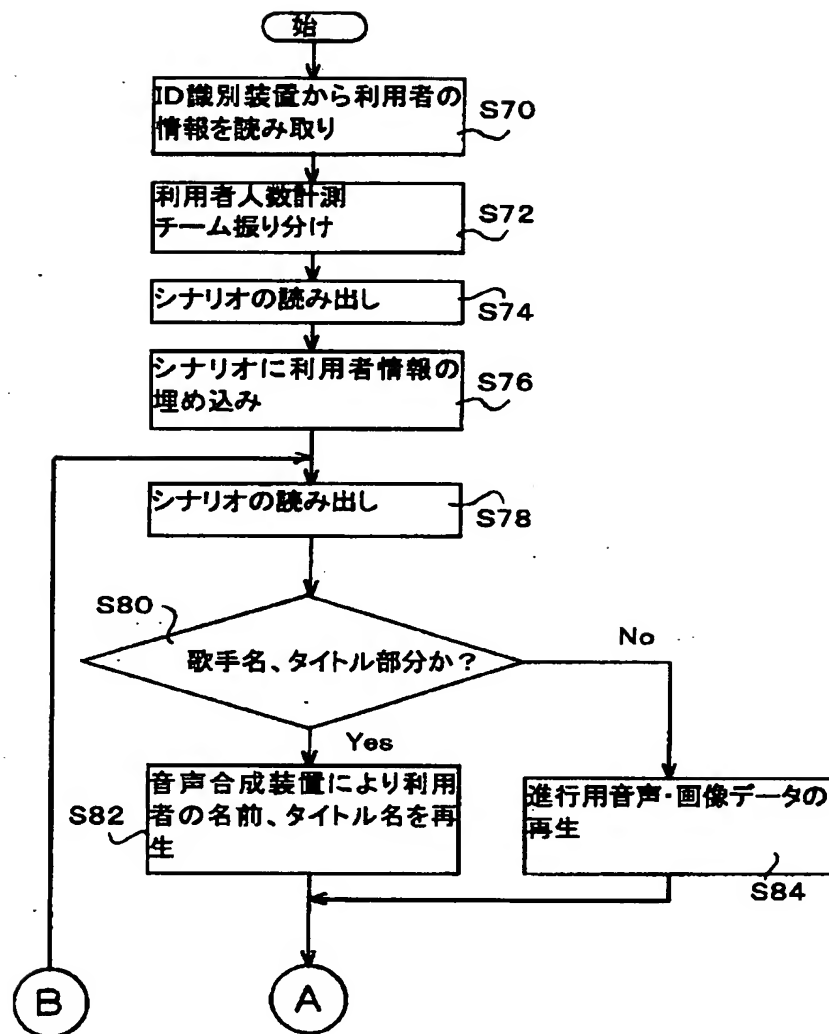 始
ID識別装置から利用者の
情報を読み取り
S70
利用者人数計測
チーム振り分け
S72
シナリオの読み出し
S74
シナリオに利用者情報の
埋め込み
S76
シナリオの読み出し
S78
S80
歌手名、タイトル部分か？
No
Yes
音声合成装置により利用
者の名前、タイトル名を再
生
S82
進行用音声・画像データの
再生
S84
B
A